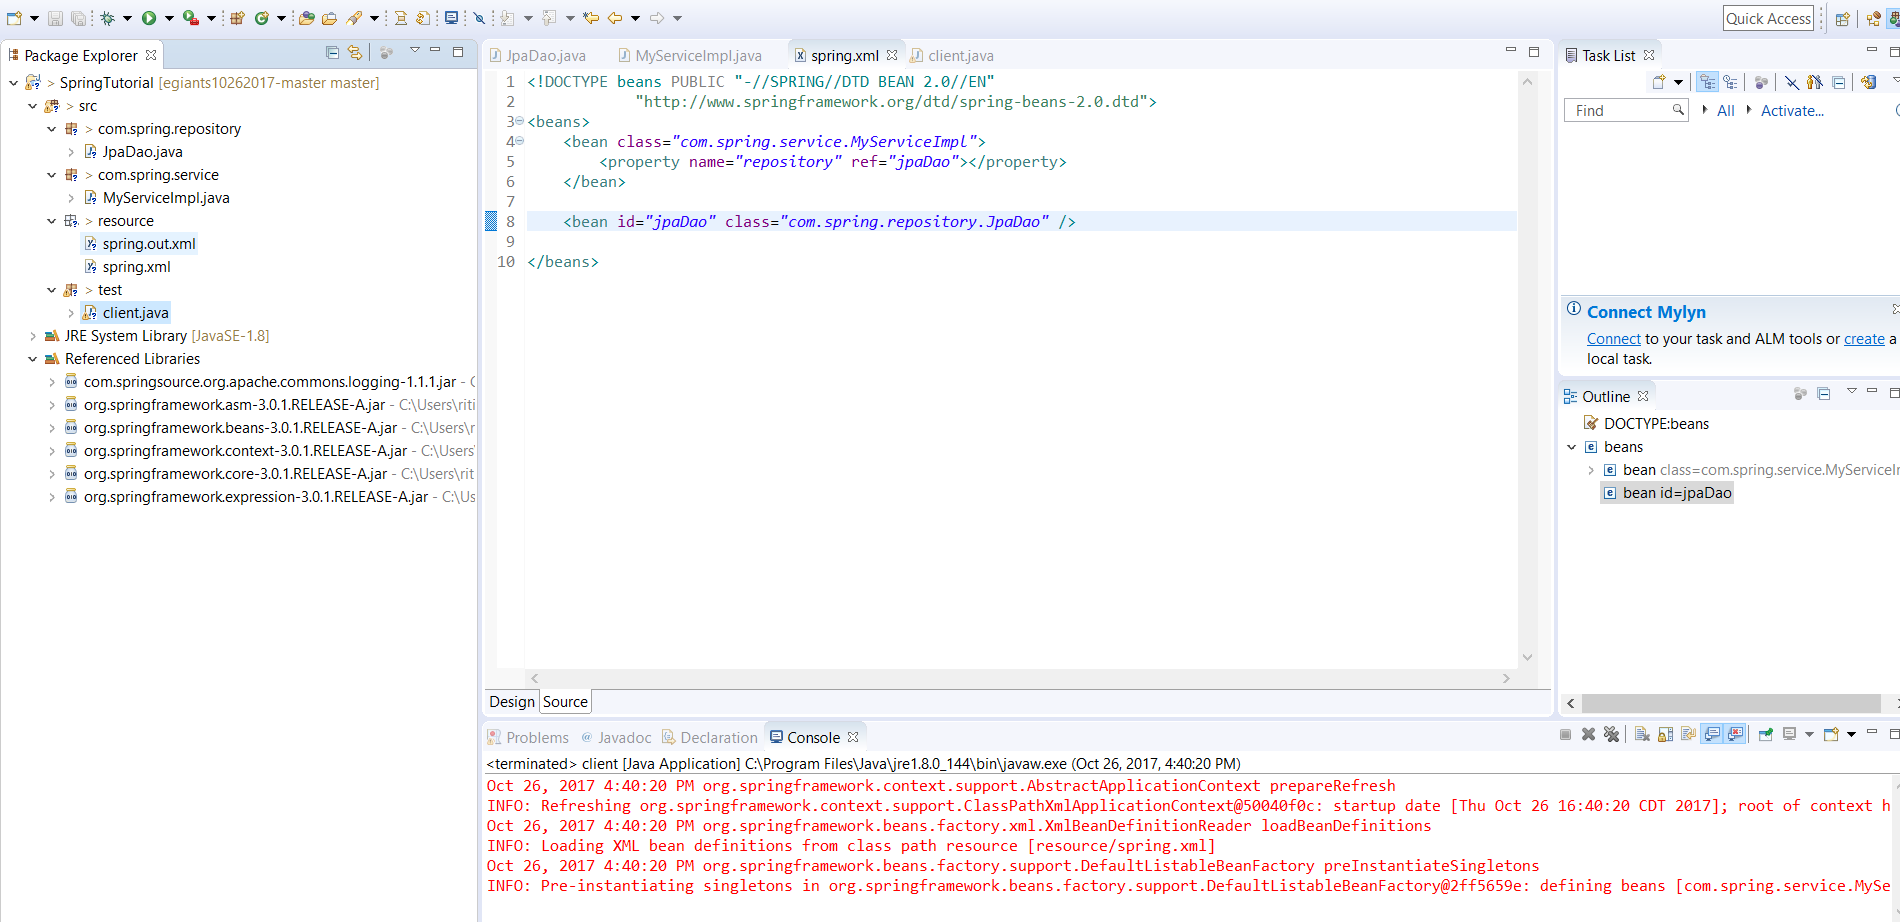 Quick Access
Package Explorer
> SpringTutorial [egiants10262017-master master]
> src
> com.spring.repository
JpaDao.java
> com.spring.service
MyServiceImpl.java
> resource
spring.out.xml
spring.xml
> test
client.java
JRE System Library [JavaSE-1.8]
Referenced Libraries
com.springsource.org.apache.commons.logging-1.1.1.jar - C
org.springframework.asm-3.0.1.RELEASE-A.jar - C:\Users\riti
org.springframework.beans-3.0.1.RELEASE-A.jar - C:\Users\r
org.springframework.context-3.0.1.RELEASE-A.jar - C:\Users
org.springframework.core-3.0.1.RELEASE-A.jar - C:\Users\rit
org.springframework.expression-3.0.1.RELEASE-A.jar - C:\Us
JpaDao.java MyServiceImpl.java spring.xml client.java
1 <!DOCTYPE beans PUBLIC "-//SPRING//DTD BEAN 2.0//EN"
2 "http://www.springframework.org/dtd/spring-beans-2.0.dtd">
3 <beans>
4 <bean class="com.spring.service.MyServiceImpl">
5 <property name="repository" ref="jpaDao"></property>
6 </bean>
7
8 <bean id="jpaDao" class="com.spring.repository.JpaDao" />
9
10 </beans>
Design Source
Task List
Find All Activate...
Connect Mylyn
Connect to your task and ALM tools or create a
local task.
Outline
DOCTYPE:beans
beans
bean class=com.spring.service.MyServiceIm
bean id=jpaDao
Problems @ Javadoc Declaration Console
<terminated> client [Java Application] C:\Program Files\Java\jre1.8.0_144\bin\javaw.exe (Oct 26, 2017, 4:40:20 PM)
Oct 26, 2017 4:40:20 PM org.springframework.context.support.AbstractApplicationContext prepareRefresh
INFO: Refreshing org.springframework.context.support.ClassPathXmlApplicationContext@50040f0c: startup date [Thu Oct 26 16:40:20 CDT 2017]; root of context h
Oct 26, 2017 4:40:20 PM org.springframework.beans.factory.xml.XmlBeanDefinitionReader loadBeanDefinitions
INFO: Loading XML bean definitions from class path resource [resource/spring.xml]
Oct 26, 2017 4:40:20 PM org.springframework.beans.factory.support.DefaultListableBeanFactory preInstantiateSingletons
INFO: Pre-instantiating singletons in org.springframework.beans.factory.support.DefaultListableBeanFactory@2ff5659e: defining beans [com.spring.service.MySe